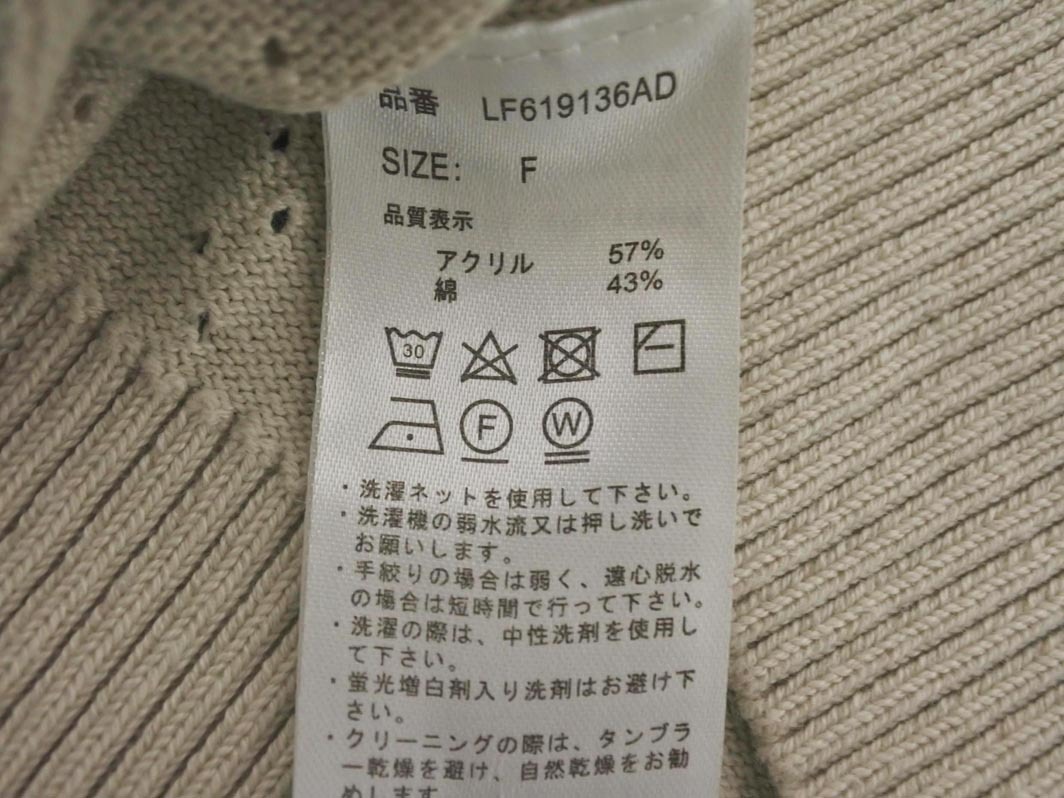 品番 LF619136AD
SIZE: F
品質表示
アクリル 57%
綿 43%
30
F W
・洗濯ネットを使用して下さい。
・洗濯機の弱水流又は押し洗いで
お願いします。
・手絞りの場合は弱く、遠心脱水
の場合は短時間で行って下さい。
・洗濯の際は、中性洗剤を使用し
て下さい。
・蛍光増白剤入り洗剤はお避け下
さい。
・クリーニングの際は、タンブラ
ー乾燥を避け、自然乾燥をお勧
めします